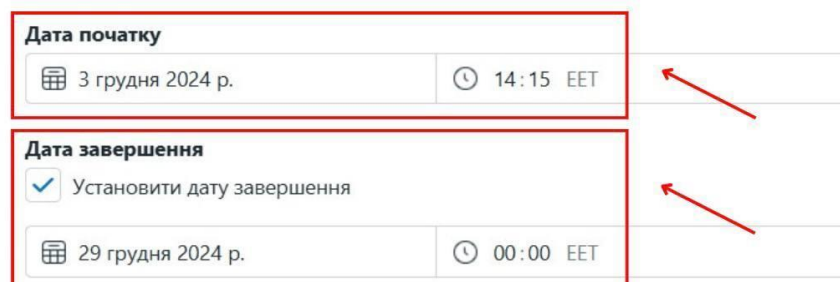 Дата початку
3 грудня 2024 р. 14:15 EET
Дата завершення
Установити дату завершення
29 грудня 2024 р. 00:00 EET